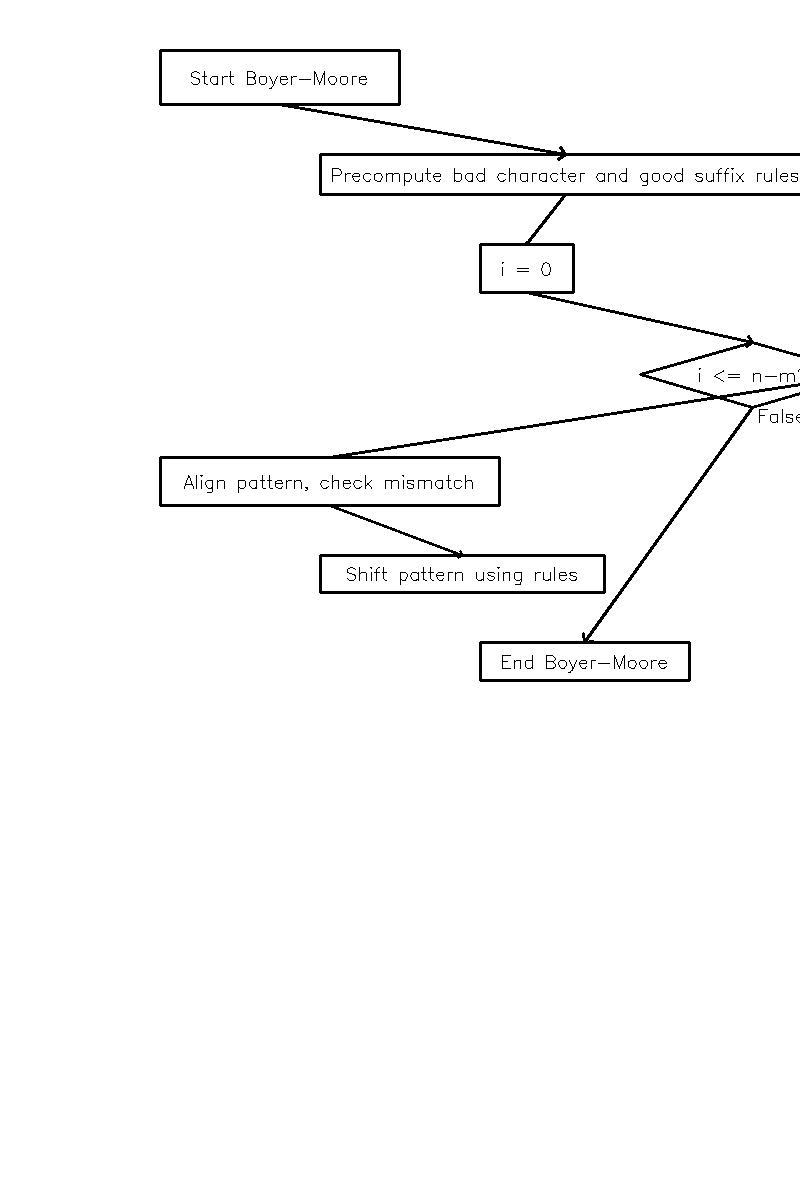 Start Boyer-Moore
Precompute bad character and good suffix rules
i = 0
i <= n-m?
False
Align pattern, check mismatch
Shift pattern using rules
End Boyer-Moore